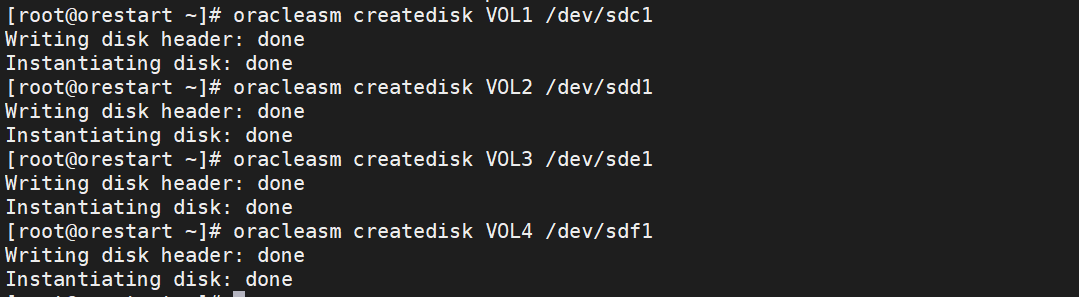 [root@orestart ~]# oracleasm createdisk VOL1 /dev/sdc1
Writing disk header: done
Instantiating disk: done
[root@orestart ~]# oracleasm createdisk VOL2 /dev/sdd1
Writing disk header: done
Instantiating disk: done
[root@orestart ~]# oracleasm createdisk VOL3 /dev/sde1
Writing disk header: done
Instantiating disk: done
[root@orestart ~]# oracleasm createdisk VOL4 /dev/sdf1
Writing disk header: done
Instantiating disk: done
[root@orestart ~]#